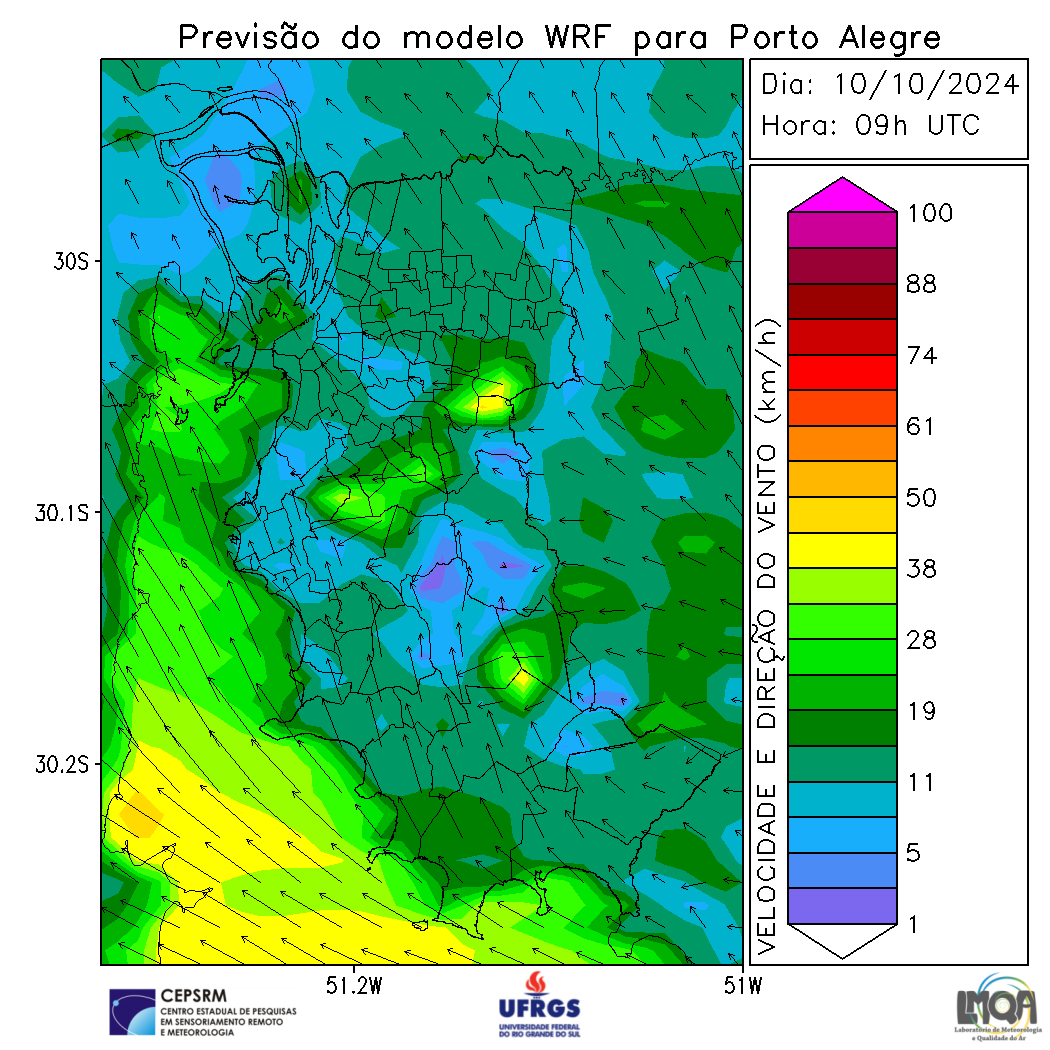 Previsão do modelo WRF para Porto Alegre
Dia: 10/10/2024
Hora: 09h UTC
30S
30.1S
30.2S
51.2W
51W
VELOCIDADE E DIREÇÃO DO VENTO (km/h)
100
88
74
61
50
38
28
19
11
5
1
CEPSRM
CENTRO ESTADUAL DE PESQUISAS
EM SENSORIAMENTO REMOTO
E METEOROLOGIA
UFRGS
UNIVERSIDADE FEDERAL
DO RIO GRANDE DO SUL
LMQA
Laboratório de Meteorologia
e Qualidade do Ar